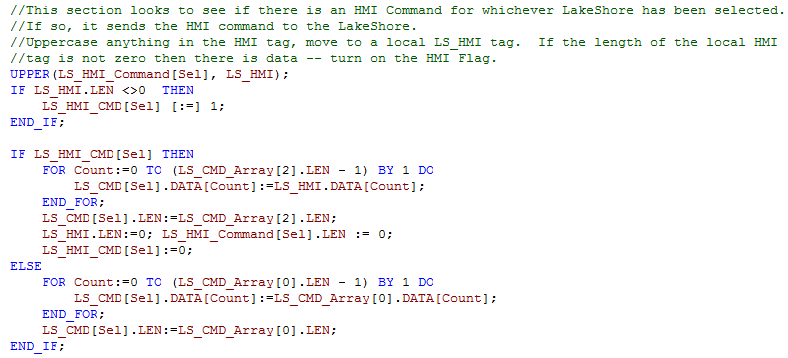 //This section looks to see if there is an HMI Command for whichever LakeShore has been selected.
//If so, it sends the HMI command to the LakeShore.
//Uppercase anything in the HMI tag, move to a local LS_HMI tag.  If the length of the local HMI
//tag is not zero then there is data -- turn on the HMI Flag.
UPPER(LS_HMI_Command[Sel], LS_HMI);
IF LS_HMI.LEN <>0  THEN
    LS_HMI_CMD[Sel] [:=] 1;
END_IF;

IF LS_HMI_CMD[Sel] THEN
    FOR Count:=0 TO (LS_CMD_Array[2].LEN - 1) BY 1 DO
        LS_CMD[Sel].DATA[Count]:=LS_HMI.DATA[Count];
    END_FOR;
    LS_CMD[Sel].LEN:=LS_CMD_Array[2].LEN;
    LS_HMI.LEN:=0; LS_HMI_Command[Sel].LEN := 0;
    LS_HMI_CMD[Sel]:=0;
ELSE
    FOR Count:=0 TO (LS_CMD_Array[0].LEN - 1) BY 1 DO
        LS_CMD[Sel].DATA[Count]:=LS_CMD_Array[0].DATA[Count];
    END_FOR;
    LS_CMD[Sel].LEN:=LS_CMD_Array[0].LEN;
END_IF;